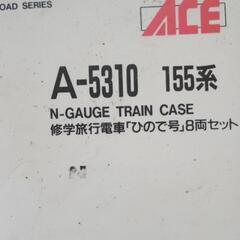 OAD SERIES
ACE
A-5310 155系
N-GAUGE TRAIN CASE
修学旅行電車「ひので号」8両セット